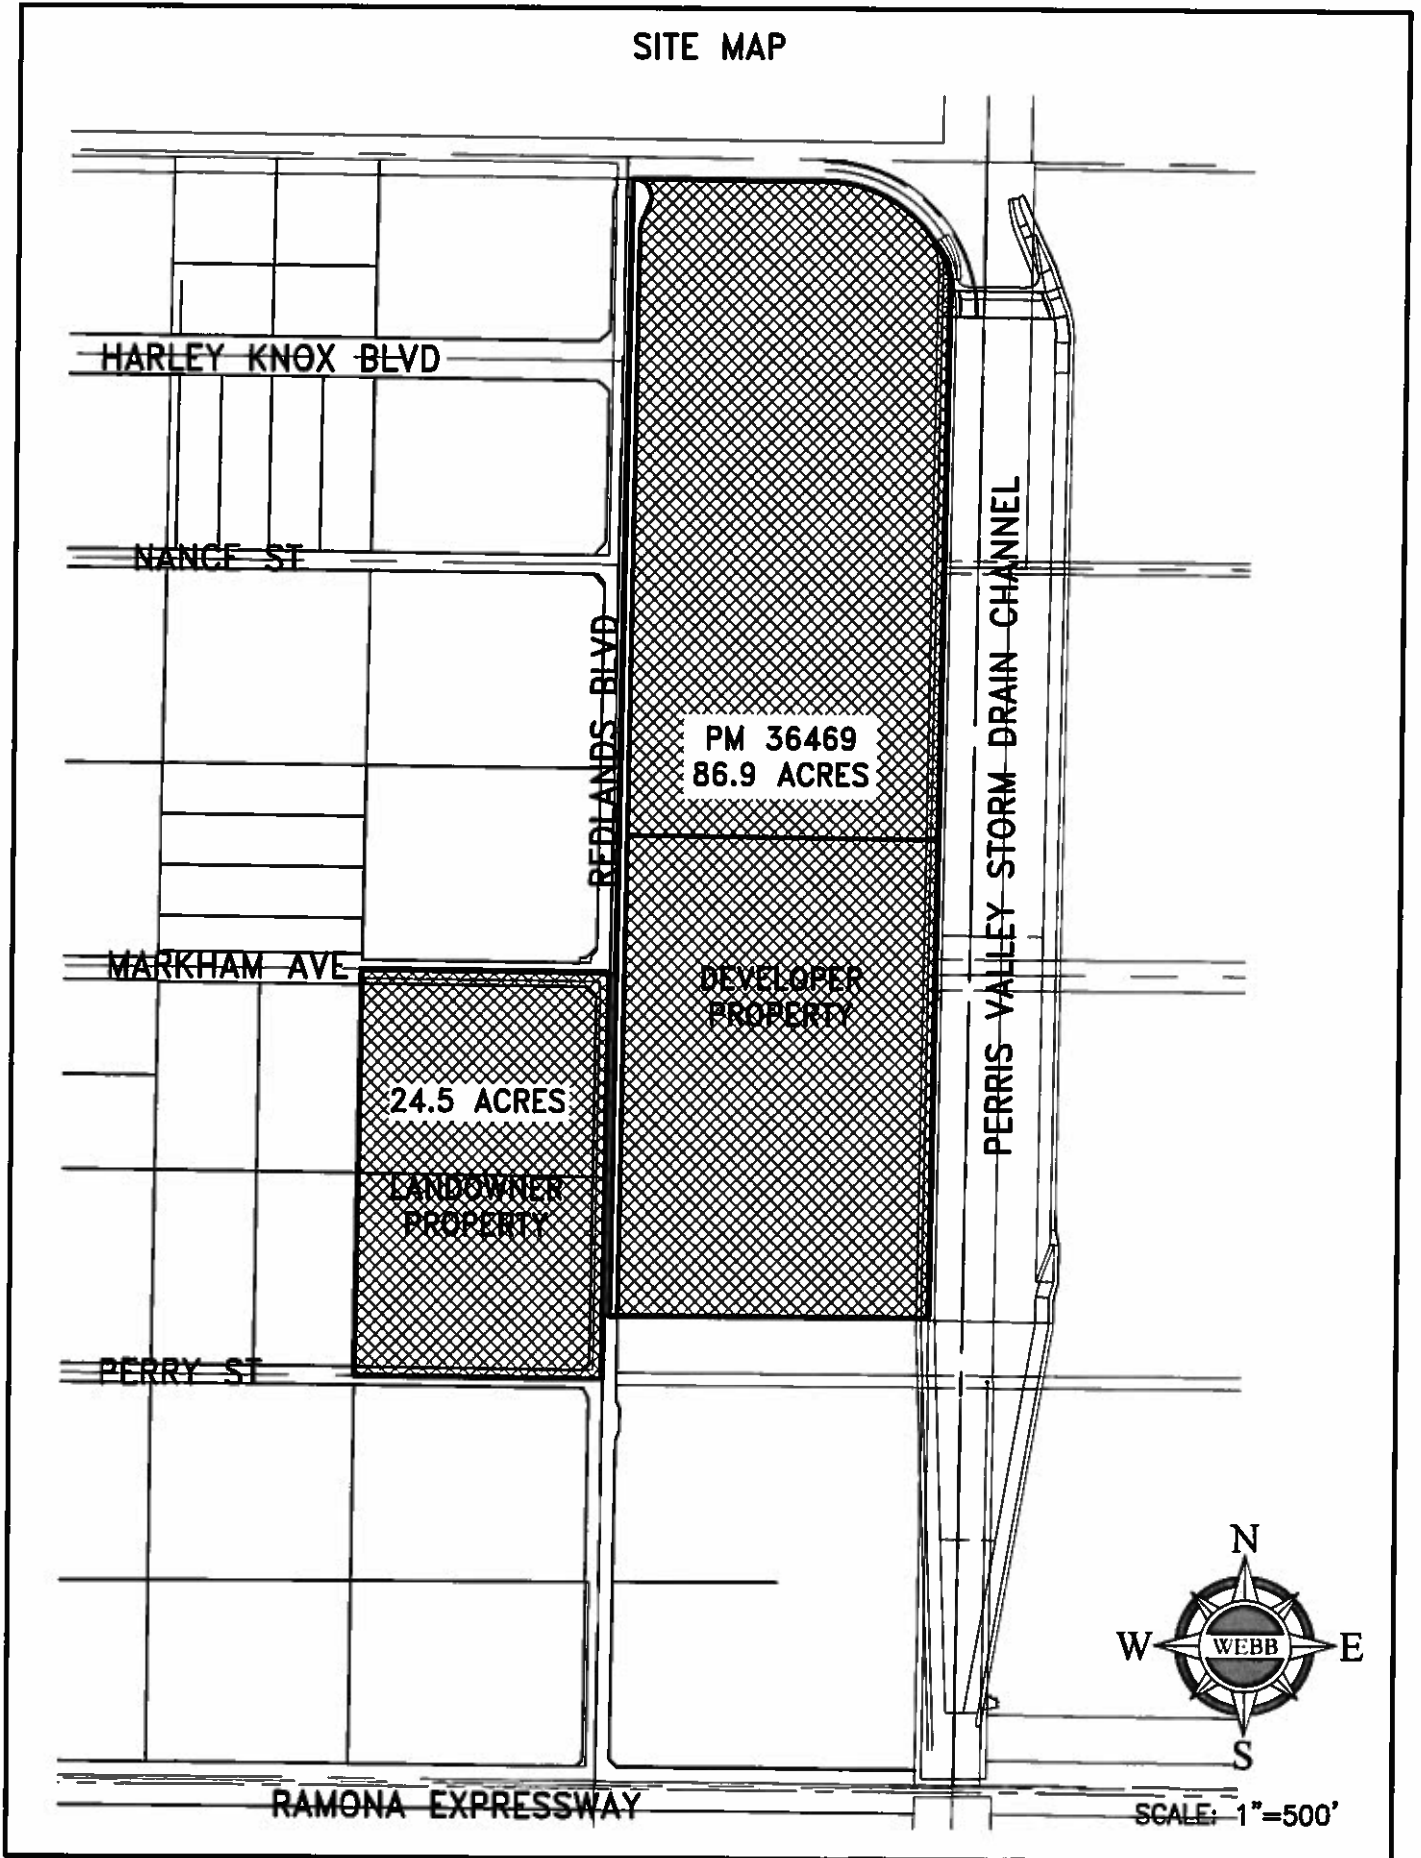 SITE MAP
HARLEY KNOX BLVD
NANCE ST
REDLANDS BLVD
PM 36469
86.9 ACRES
PERRIS VALLEY STORM DRAIN CHANNEL
MARKHAM AVE
DEVELOPER
PROPERTY
24.5 ACRES
LANDOWNER
PROPERTY
PERRY ST
N
W
WEBB
E
S
RAMONA EXPRESSWAY
SCALE: 1"=500'